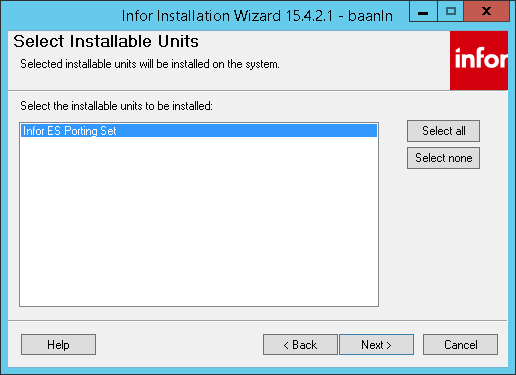 Infor Installation Wizard 15.4.2.1 - baanln
Select Installable Units
Selected installable units will be installed on the system.
infor
Select the installable units to be installed:
Infor ES Porting Set
Select all
Select none
Help
< Back
Next >
Cancel